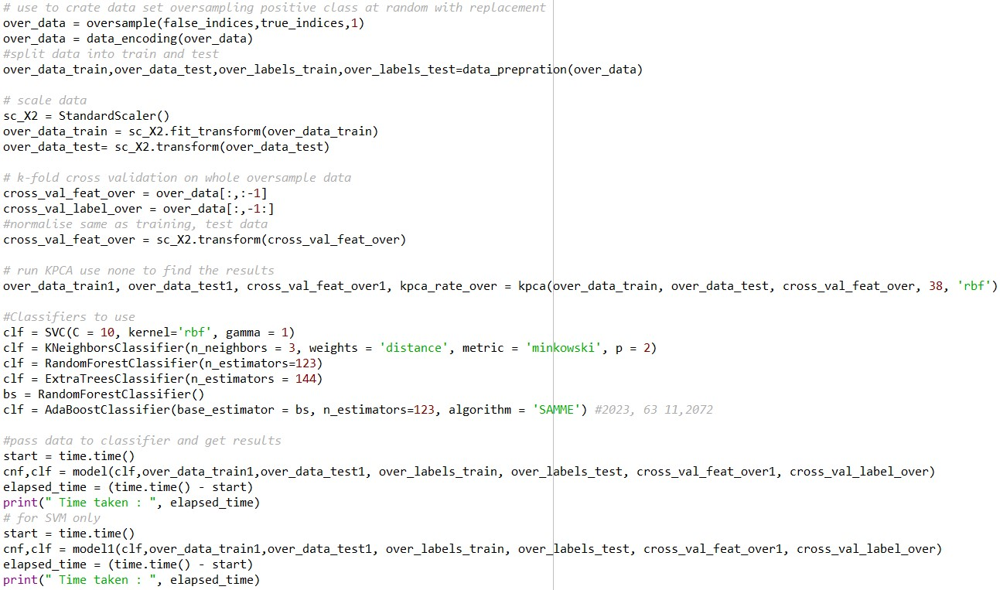 # use to crate data set oversampling positive class at random with replacement
over_data = oversample(false_indices,true_indices,1)
over_data = data_encoding(over_data)
#split data into train and test
over_data_train,over_data_test,over_labels_train,over_labels_test=data_prepration(over_data)
# scale data
sc_X2 = StandardScaler()
over_data_train = sc_X2.fit_transform(over_data_train)
over_data_test= sc_X2.transform(over_data_test)
# k-fold cross validation on whole oversample data
cross_val_feat_over = over_data[:,:-1]
cross_val_label_over = over_data[:,-1:]
#normalise same as training, test data
cross_val_feat_over = sc_X2.transform(cross_val_feat_over)
# run KPCA use none to find the results
over_data_train1, over_data_test1, cross_val_feat_over1, kpca_rate_over = kpca(over_data_train, over_data_test, cross_val_feat_over, 38, 'rbf')
#Classifiers to use
clf = SVC(C = 10, kernel='rbf', gamma = 1)
clf = KNeighborsClassifier(n_neighbors = 3, weights = 'distance', metric = 'minkowski', p = 2)
clf = RandomForestClassifier(n_estimators=123)
clf = ExtraTreesClassifier(n_estimators = 144)
bs = RandomForestClassifier()
clf = AdaBoostClassifier(base_estimator = bs, n_estimators=123, algorithm = 'SAMME') #2023, 63 11,2072
#pass data to classifier and get results
start = time.time()
cnf,clf = model(clf,over_data_train1,over_data_test1, over_labels_train, over_labels_test, cross_val_feat_over1, cross_val_label_over)
elapsed_time = (time.time() - start)
print(" Time taken : ", elapsed_time)
# for SVM only
start = time.time()
cnf,clf = model1(clf,over_data_train1,over_data_test1, over_labels_train, over_labels_test, cross_val_feat_over1, cross_val_label_over)
elapsed_time = (time.time() - start)
print(" Time taken : ", elapsed_time)